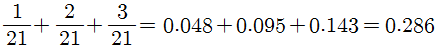 1/21 + 2/21 + 3/21 = 0.048 + 0.095 + 0.143 = 0.286